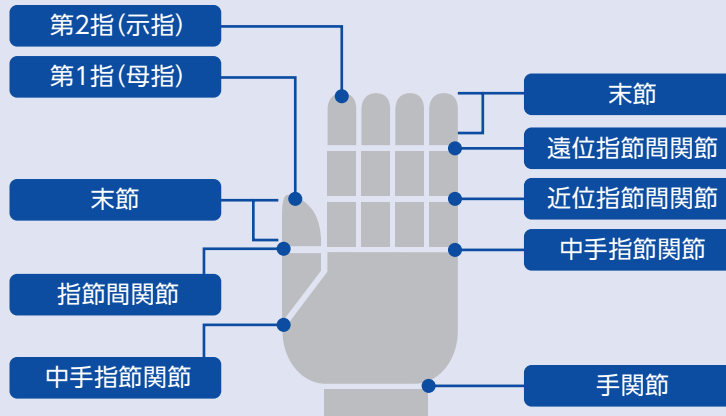 第2指(示指)
第1指(母指)
末節
指節間関節
中手指節関節
末節
遠位指節間関節
近位指節間関節
中手指節関節
手関節